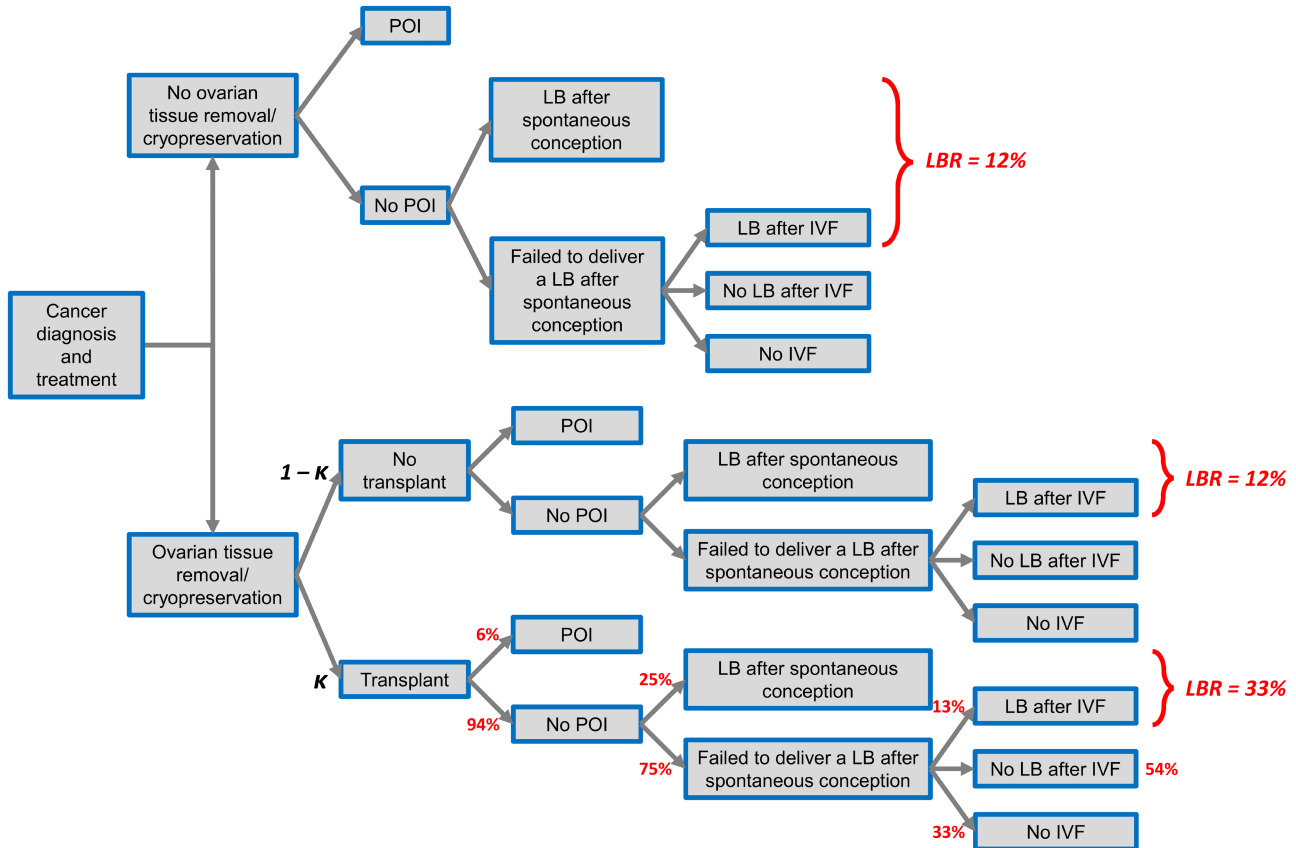 POI
No ovarian
tissue removal/
cryopreservation
LB after
spontaneous
conception
LBR = 12%
No POI
LB after IVF
Failed to deliver
a LB after
spontaneous
conception
No LB after IVF
No IVF
Cancer
diagnosis
and
treatment
POI
1 – K
No
transplant
LB after spontaneous
conception
LBR = 12%
LB after IVF
No POI
Failed to deliver a LB after
spontaneous conception
No LB after IVF
No IVF
Ovarian tissue
removal/
cryopreservation
6%
POI
K
Transplant
25%
LB after spontaneous
conception
LBR = 33%
13%
LB after IVF
94%
No POI
75%
Failed to deliver a LB after
spontaneous conception
No LB after IVF
54%
33%
No IVF